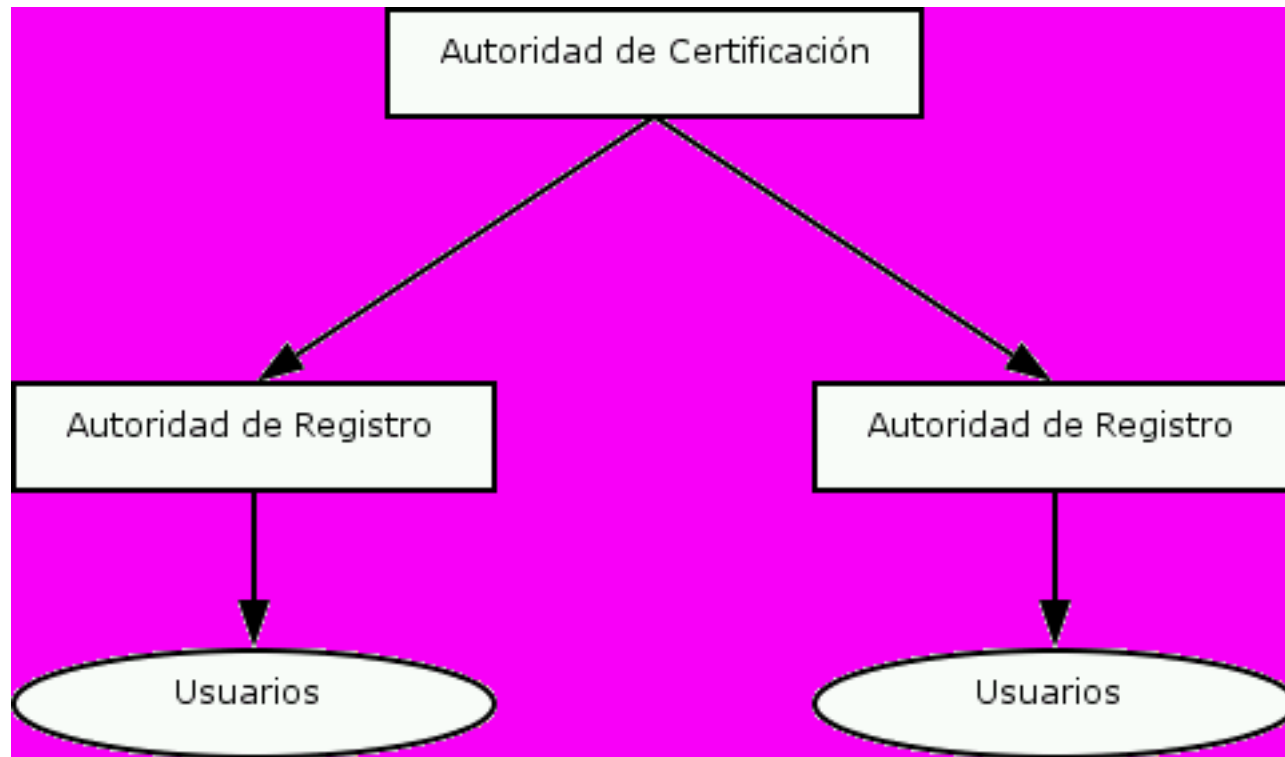 Autoridad de Certificación
Autoridad de Registro
Autoridad de Registro
Usuarios
Usuarios